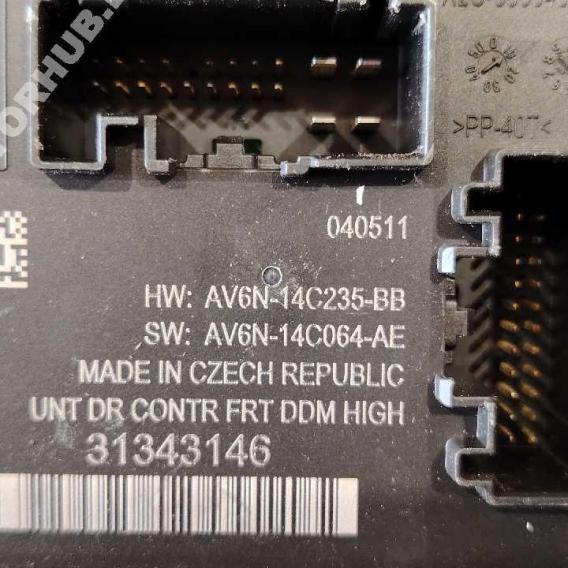 040511
>PP-40T<
HW: AV6N-14C235-BB
SW: AV6N-14C064-AE
MADE IN CZECH REPUBLIC
UNT DR CONTR FRT DDM HIGH
31343146